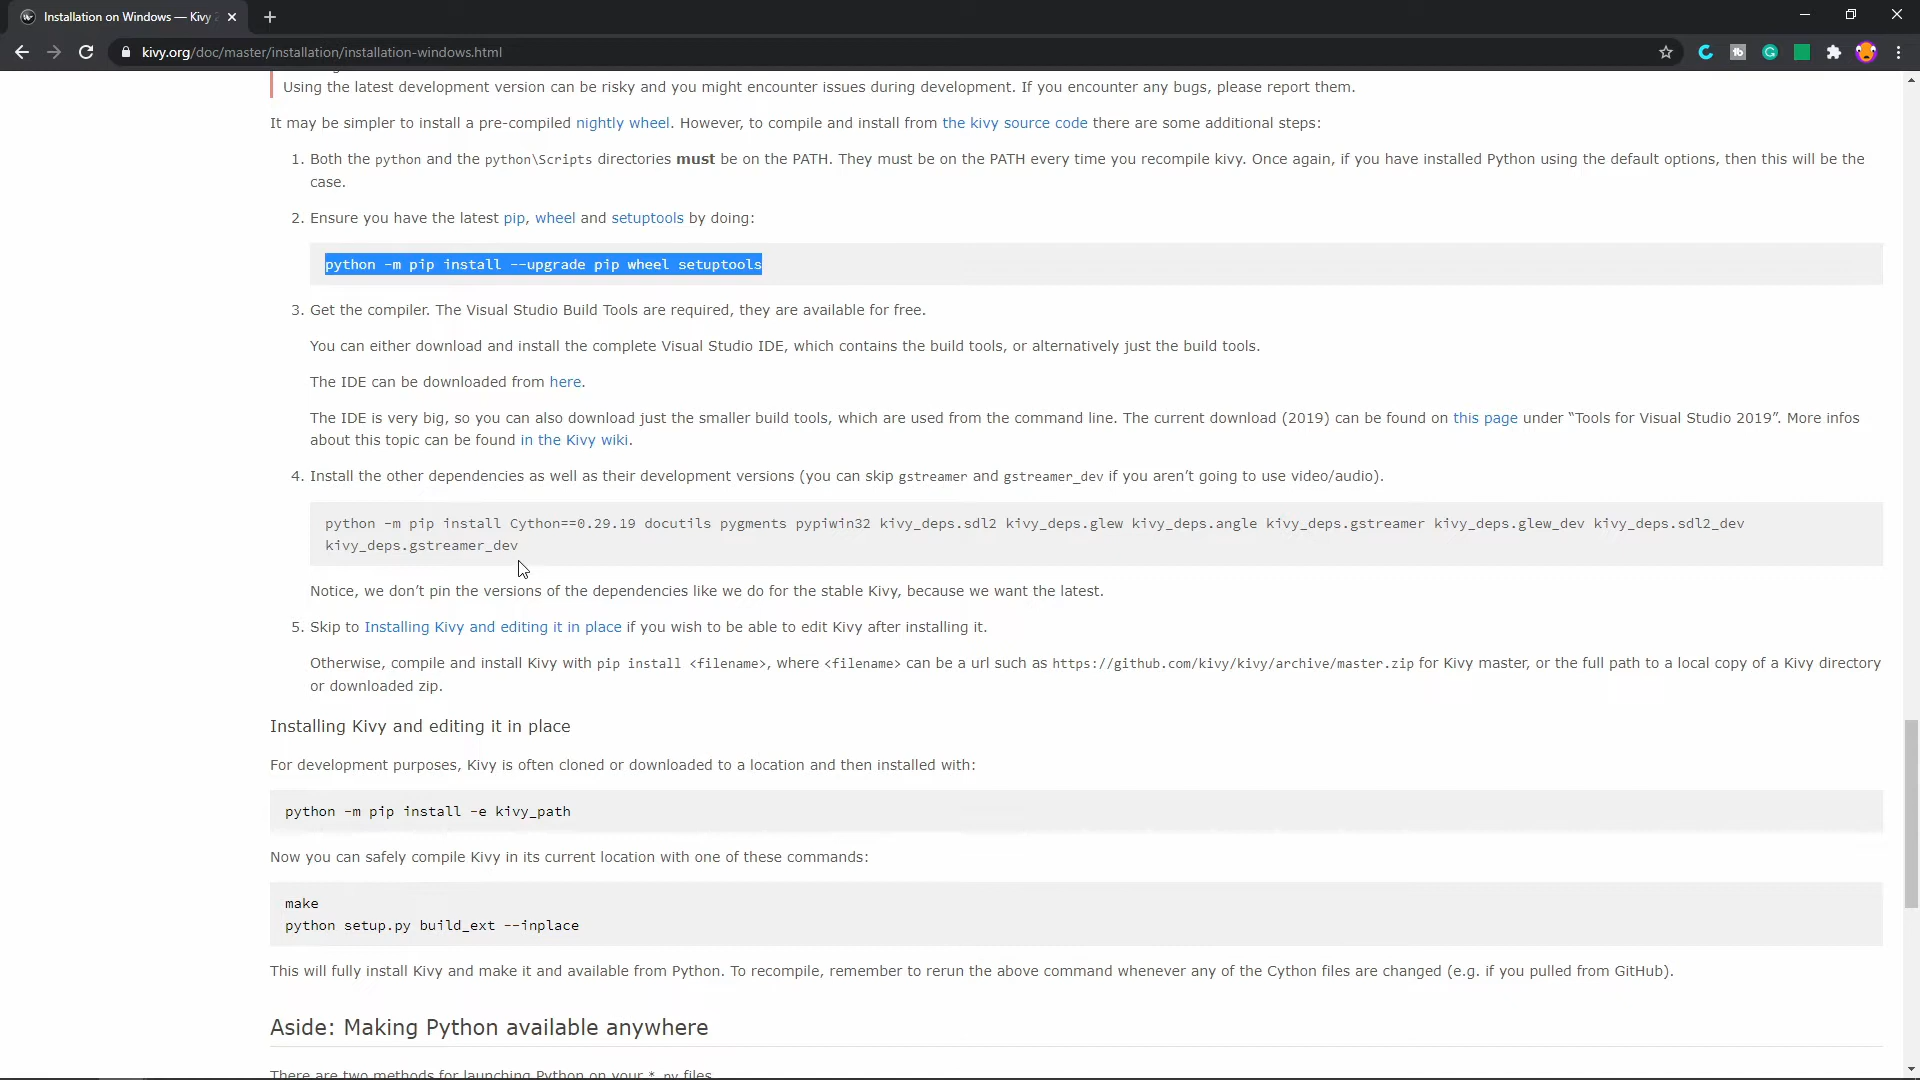 Installation on Windows — Kivy 2
kivy.org/doc/master/installation/installation-windows.html
Using the latest development version can be risky and you might encounter issues during development. If you encounter any bugs, please report them.
It may be simpler to install a pre-compiled nightly wheel. However, to compile and install from the kivy source code there are some additional steps:
1. Both the python and the python\Scripts directories must be on the PATH. They must be on the PATH every time you recompile kivy. Once again, if you have installed Python using the default options, then this will be the
case.
2. Ensure you have the latest pip, wheel and setuptools by doing:
python -m pip install --upgrade pip wheel setuptools
3. Get the compiler. The Visual Studio Build Tools are required, they are available for free.
You can either download and install the complete Visual Studio IDE, which contains the build tools, or alternatively just the build tools.
The IDE can be downloaded from here.
The IDE is very big, so you can also download just the smaller build tools, which are used from the command line. The current download (2019) can be found on this page under “Tools for Visual Studio 2019”. More infos
about this topic can be found in the Kivy wiki.
4. Install the other dependencies as well as their development versions (you can skip gstreamer and gstreamer_dev if you aren’t going to use video/audio).
python -m pip install Cython==0.29.19 docutils pygments pypiwin32 kivy_deps.sdl2 kivy_deps.glew kivy_deps.angle kivy_deps.gstreamer kivy_deps.glew_dev kivy_deps.sdl2_dev
kivy_deps.gstreamer_dev
Notice, we don’t pin the versions of the dependencies like we do for the stable Kivy, because we want the latest.
5. Skip to Installing Kivy and editing it in place if you wish to be able to edit Kivy after installing it.
Otherwise, compile and install Kivy with pip install <filename>, where <filename> can be a url such as https://github.com/kivy/kivy/archive/master.zip for Kivy master, or the full path to a local copy of a Kivy directory
or downloaded zip.
Installing Kivy and editing it in place
For development purposes, Kivy is often cloned or downloaded to a location and then installed with:
python -m pip install -e kivy_path
Now you can safely compile Kivy in its current location with one of these commands:
make
python setup.py build_ext --inplace
This will fully install Kivy and make it and available from Python. To recompile, remember to rerun the above command whenever any of the Cython files are changed (e.g. if you pulled from GitHub).
Aside: Making Python available anywhere
There are two methods for launching Python on your *.py files